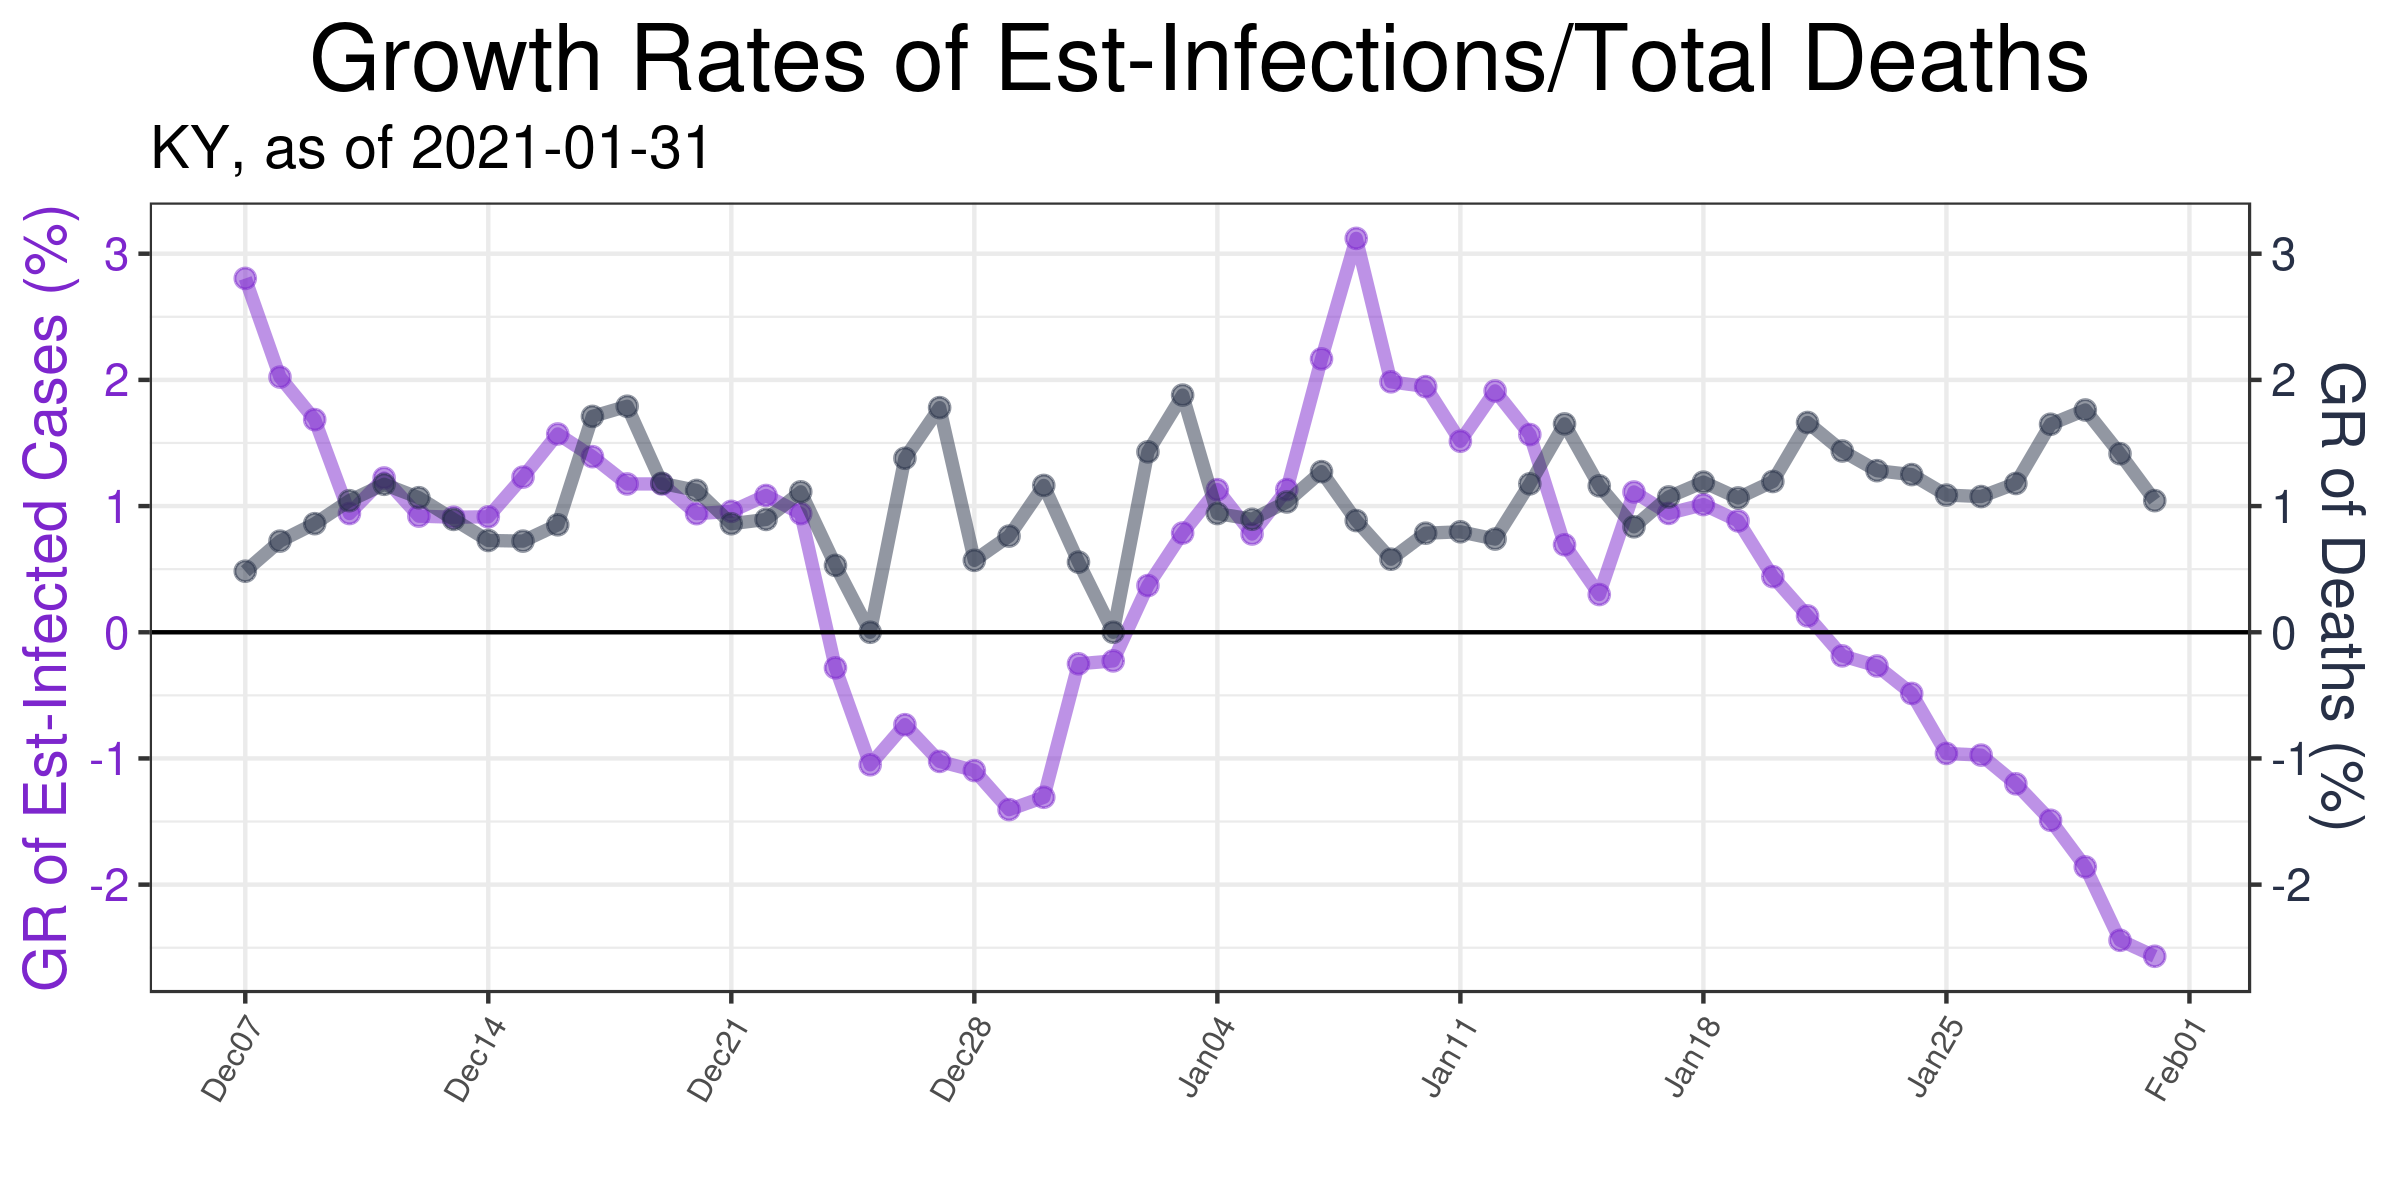 Growth Rates of Est-Infections/Total Deaths
KY, as of 2021-01-31
GR of Est-Infected Cases (%)
3
2
1
0
-1
-2
3
2
1
0
-1
-2
GR of Deaths (%)
Dec07
Dec14
Dec21
Dec28
Jan04
Jan11
Jan18
Jan25
Feb01